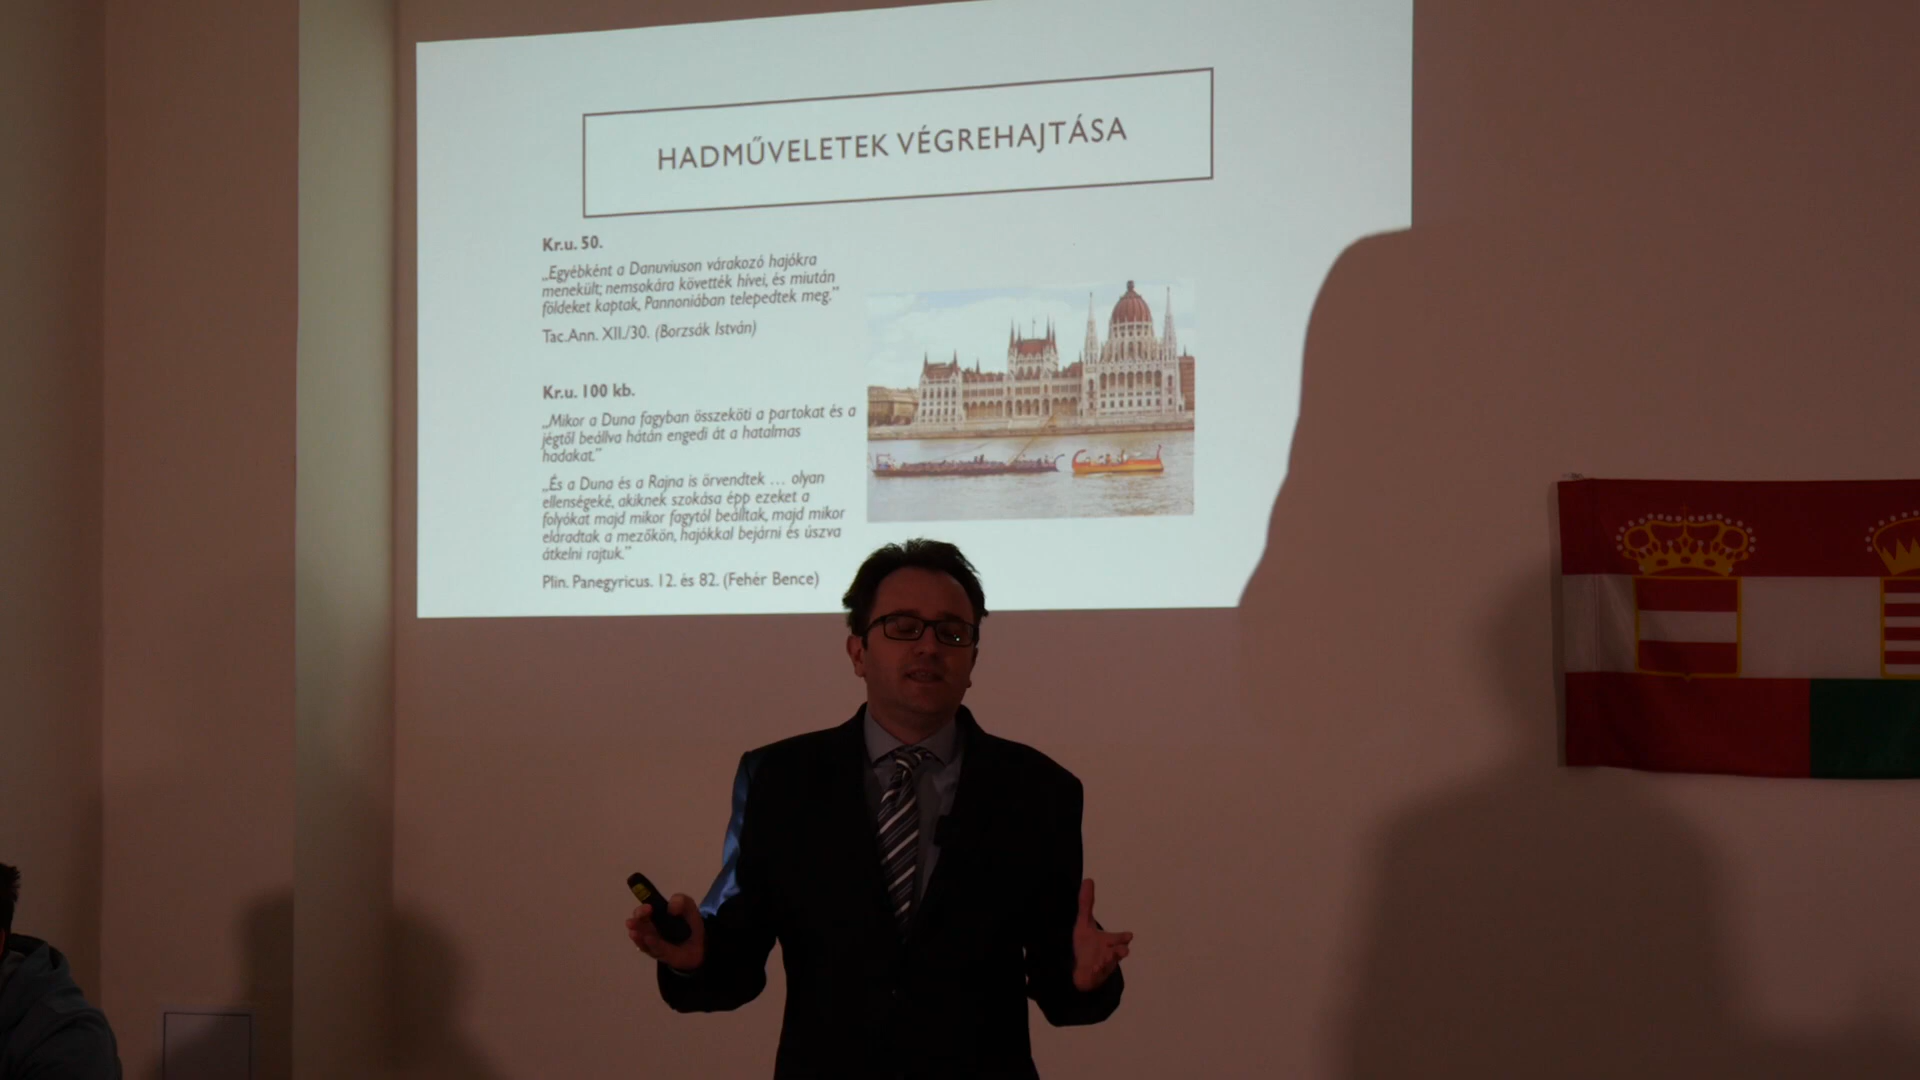 HADMŰVELETEK VÉGREHAJTÁSA
Kr.u. 50.
„Egyébként a Danuviuson várakozó hajókra
menekült; nemsokára követték hívei, és miután
földeket kaptak, Pannoniában telepedtek meg.”
Tac.Ann. XII./30. (Borzsák István)
Kr.u. 100 kb.
„Mikor a Duna fagyban összeköti a partokat és a
jégtől beállva hátán engedi át a hatalmas
hadakat.”
„És a Duna és a Rajna is örvendtek … olyan
ellenségeké, akiknek szokása épp ezeket a
folyókat majd mikor fagytól beálltak, majd mikor
eláradtak a mezőkön, hajókkal bejárni és úszva
átkelni rajtuk.”
Plin. Panegyricus. 12. és 82. (Fehér Bence)